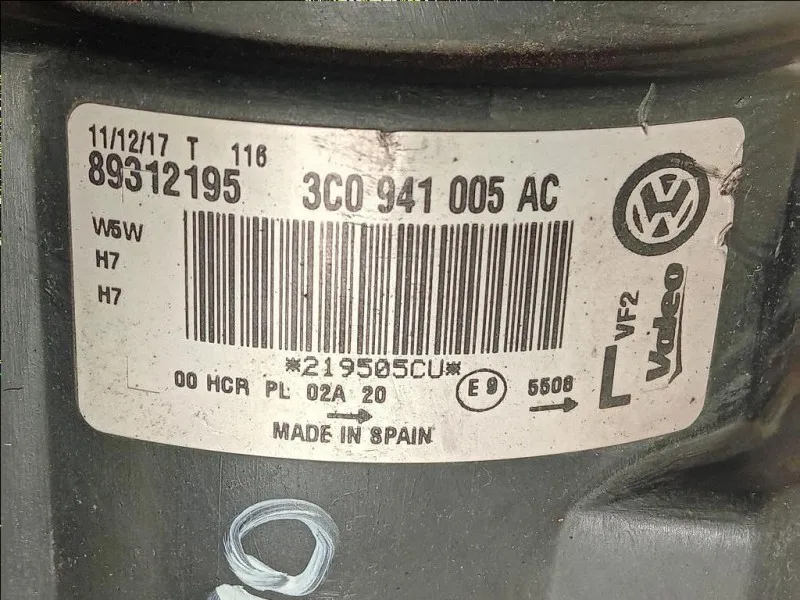 11/12/17 T 116
89312195 3C0 941 005 AC
W5W
H7
H7
*219505CU*
00 HCR PL 02A 20
E9
5508
MADE IN SPAIN
VF2
Valeo
L